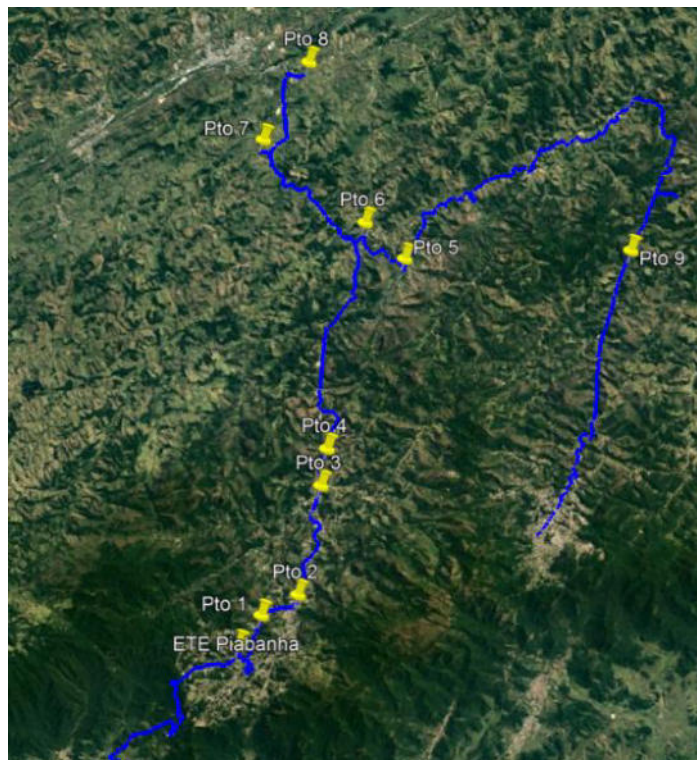 Pto 8
Pto 7
Pto 6
Pto 5
Pto 9
Pto 4
Pto 3
Pto 2
Pto 1
ETE Piabanha